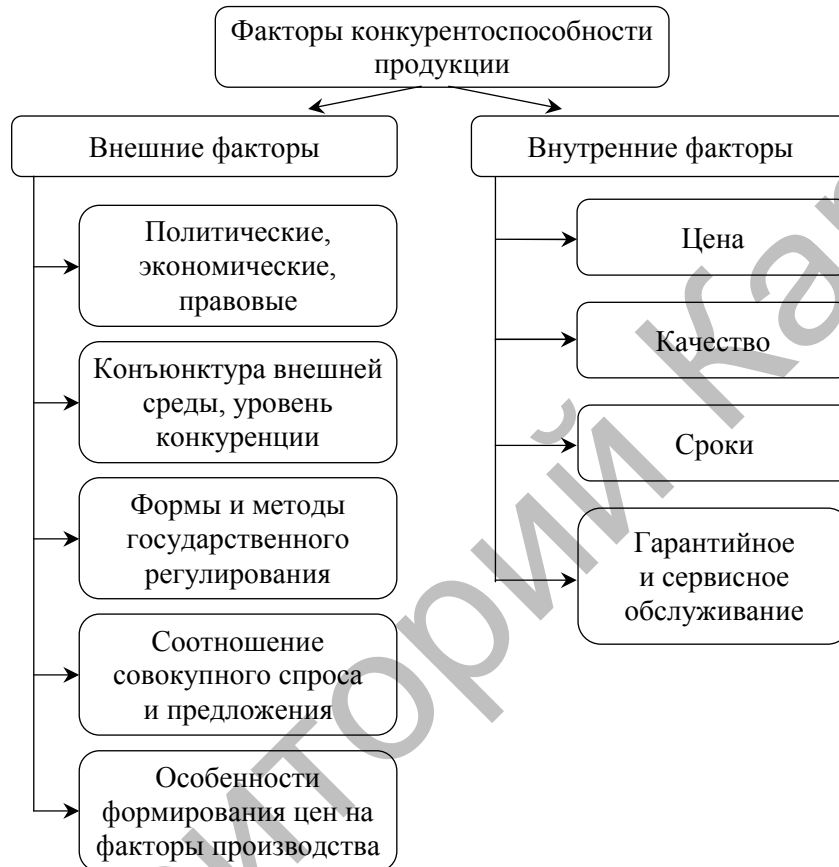 Факторы конкурентоспособности
продукции
Внешние факторы
Политические,
экономические,
правовые
Конъюнктура внешней
среды, уровень
конкуренции
Формы и методы
государственного
регулирования
Соотношение
совокупного спроса
и предложения
Особенности
формирования цен на
факторы производства
Внутренние факторы
Цена
Качество
Сроки
Гарантийное
и сервисное
обслуживание